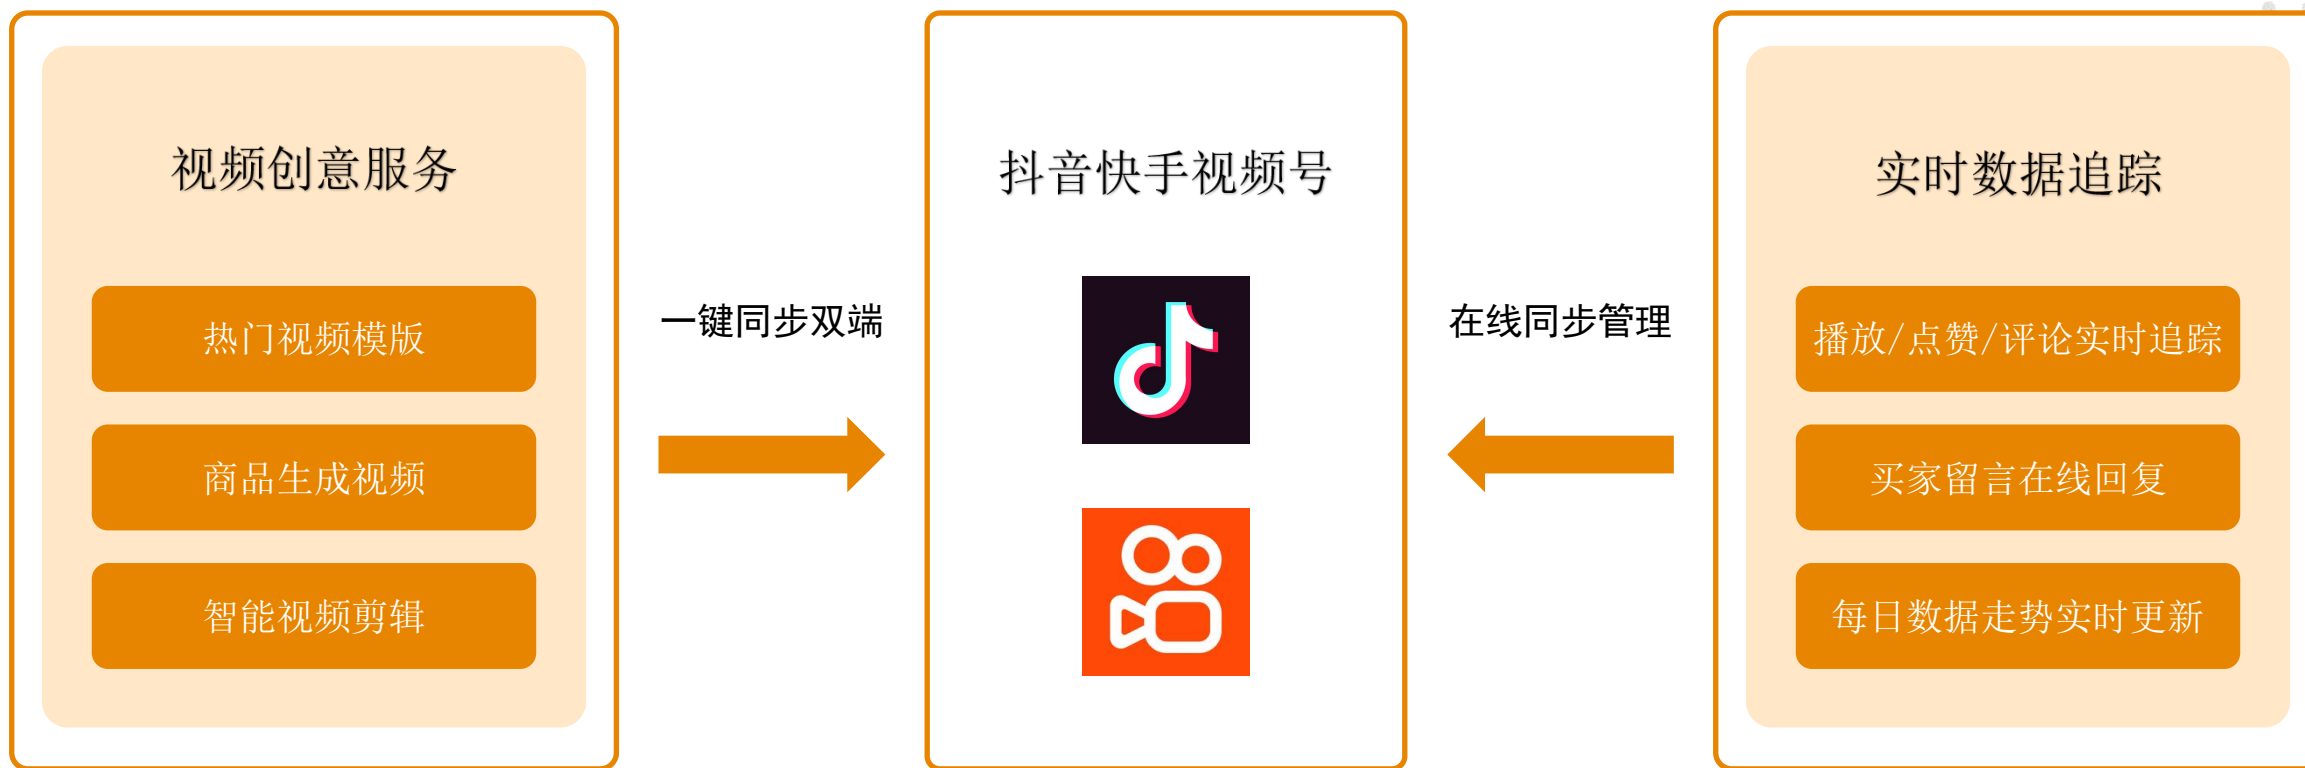 视频创意服务
热门视频模版
商品生成视频
智能视频剪辑
一键同步双端
抖音快手视频号
在线同步管理
实时数据追踪
播放/点赞/评论实时追踪
买家留言在线回复
每日数据走势实时更新